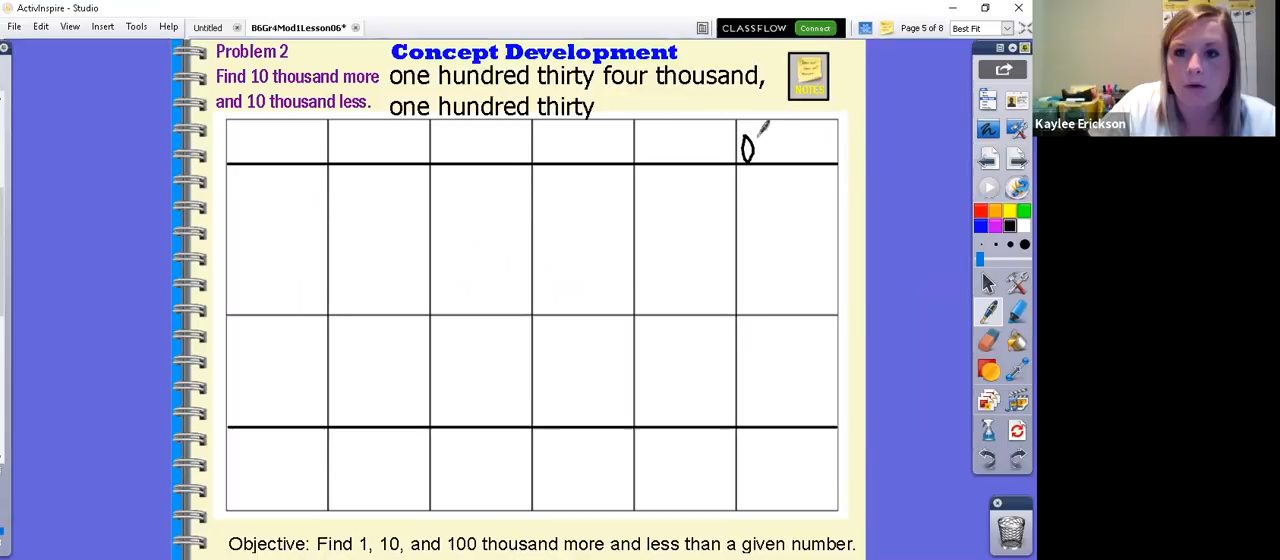 ActivInspire - Studio
File Edit View Insert Tools Help
Untitled
B6Gr4Mod1Lesson06*
CLASSFLOW Connect
Page 5 of 8
Best Fit
Problem 2
Find 10 thousand more
and 10 thousand less.
Concept Development
one hundred thirty four thousand,
one hundred thirty
NOTES
0
Objective: Find 1, 10, and 100 thousand more and less than a given number.
Kaylee Erickson